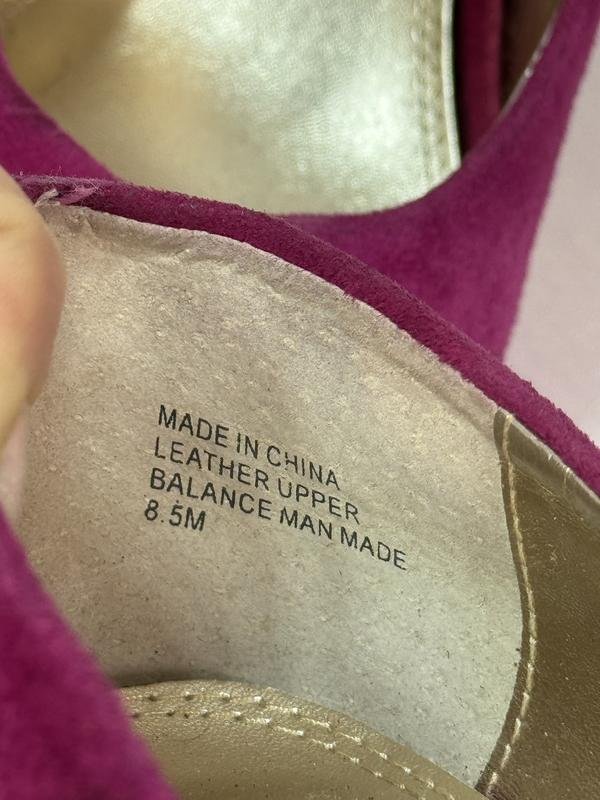 MADE IN CHINA
LEATHER UPPER
BALANCE MAN MADE
8.5M